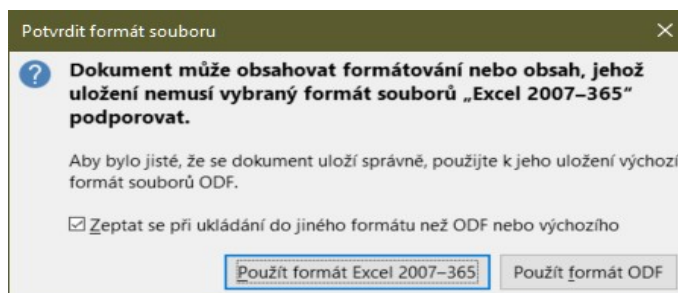 Potvrdit formát souboru
Dokument může obsahovat formátování nebo obsah, jehož
uložení nemusí vybraný formát souborů „Excel 2007–365“
podporovat.
Aby bylo jisté, že se dokument uloží správně, použijte k jeho uložení výchozí
formát souborů ODF.
Zeptat se při ukládání do jiného formátu než ODF nebo výchozího
Použít formát Excel 2007–365
Použít formát ODF